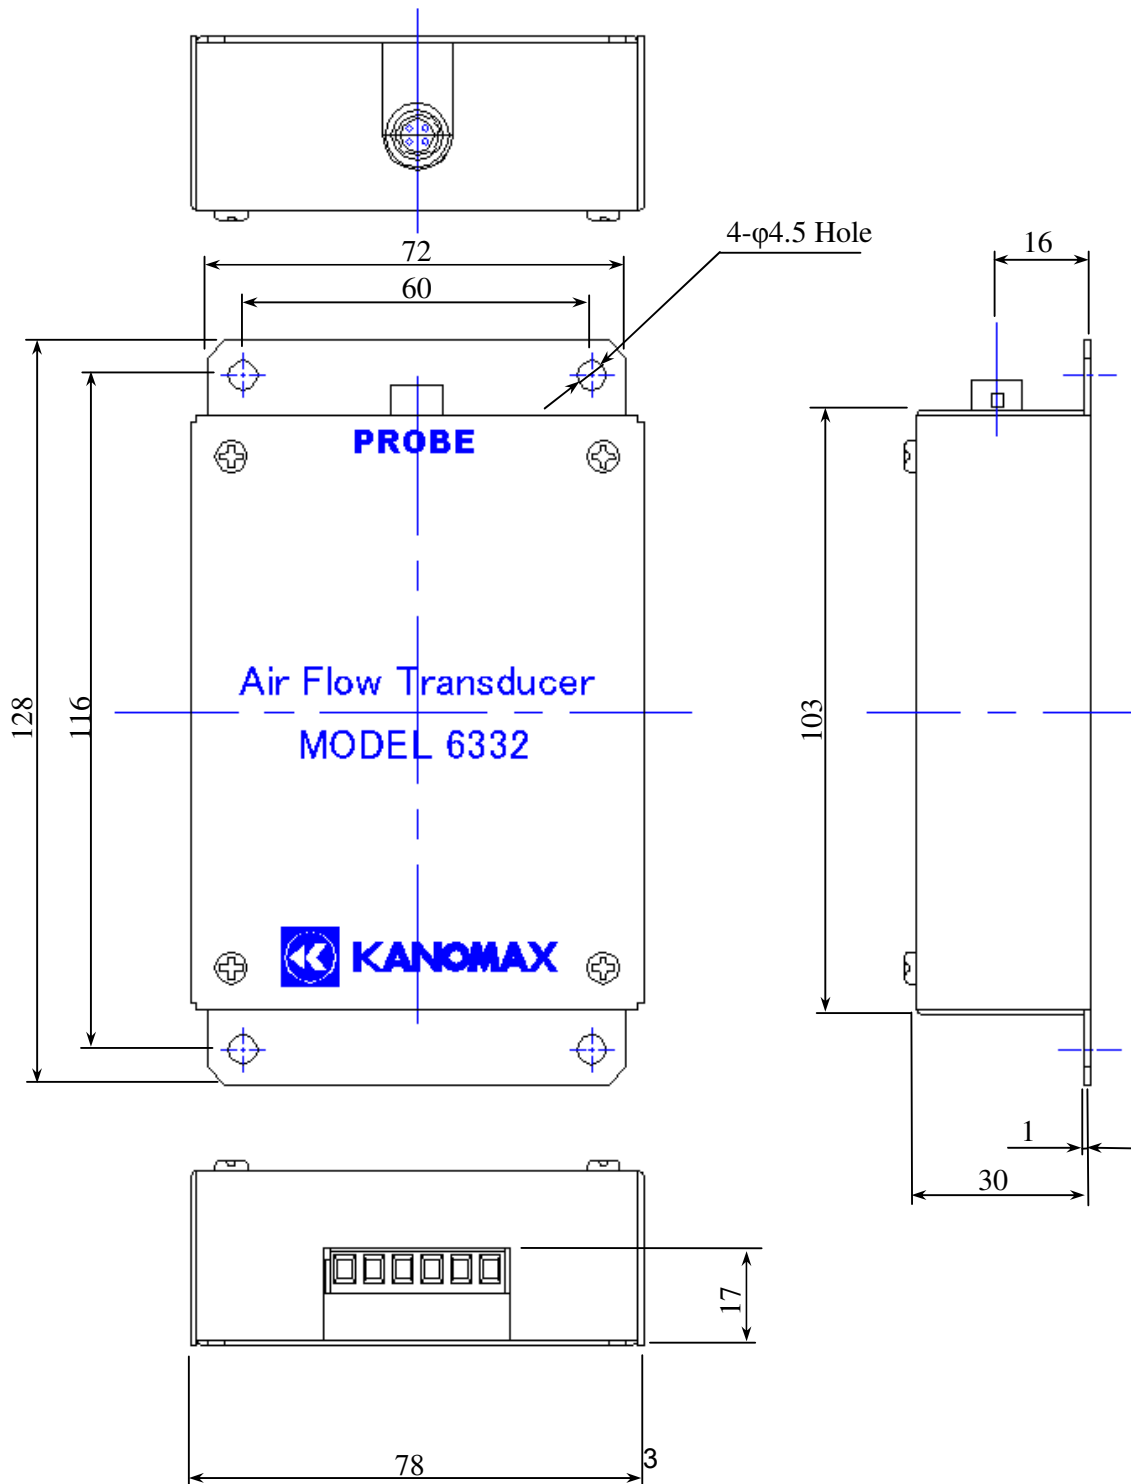 72
4-φ4.5 Hole
16
60
PROBE
128
116
103
Air Flow Transducer
MODEL 6332
KANOMAX
1
30
17
78
3